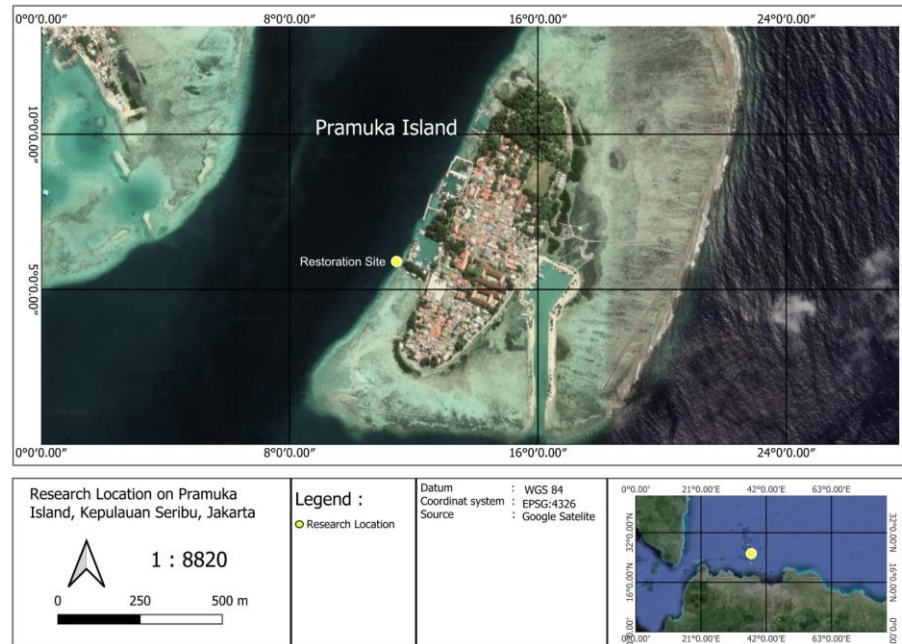 0°0'0.00" 8°0'0.00" 16°0'0.00" 24°0'0.00"
10°0'0.00"
5°0'0.00"
Pramuka Island
Restoration Site
0°0'0.00" 8°0'0.00" 16°0'0.00" 24°0'0.00"
Research Location on Pramuka
Island, Kepulauan Seribu, Jakarta
1 : 8820
0 250 500 m
Legend :
Research Location
Datum : WGS 84
Coordinat system : EPSG:4326
Source : Google Satelite
0°0'0.00" 21°0.00'E 42°0.00'E 63°0.00'E
32°0.00'N 32°0.00'N
16°0.00'N 16°0.00'N
0°0.00' 21°0.00'E 42°0.00'E 63°0.00'E